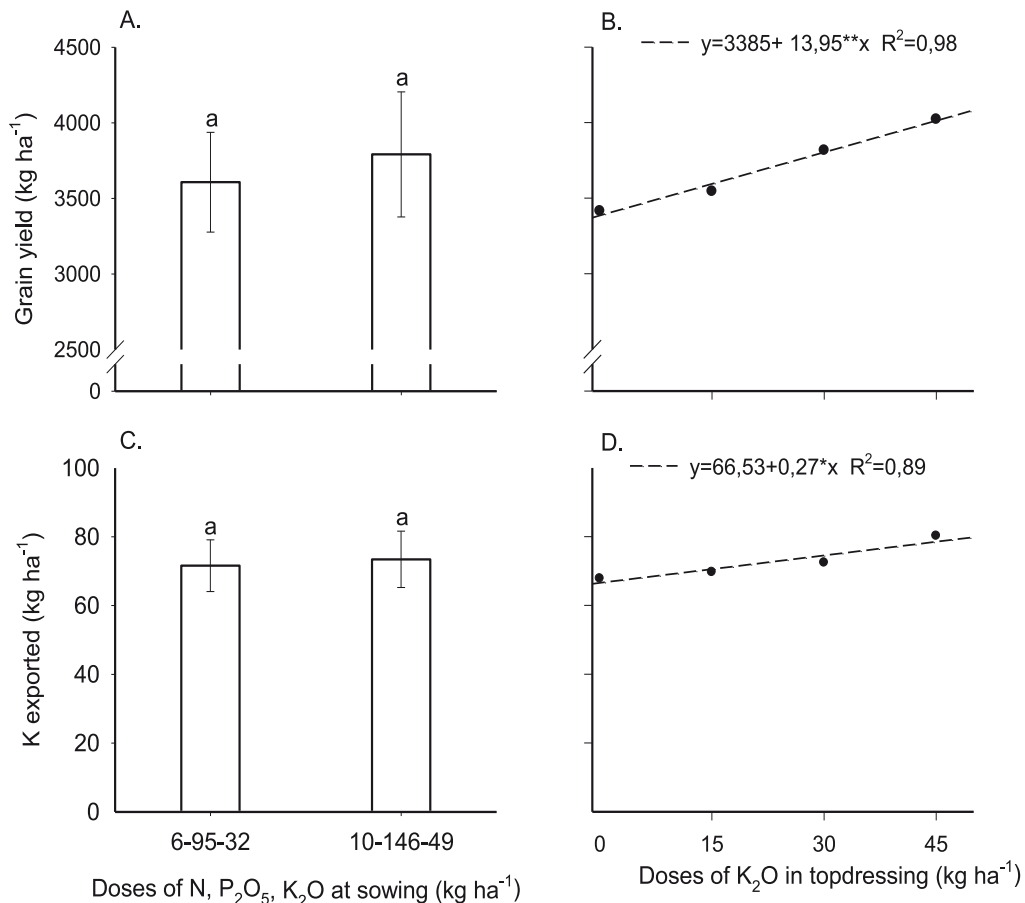 A.
4500
4000
3500
3000
2500
0
Grain yield (kg ha⁻¹)
a
a
B.
y=3385+ 13,95**x R²=0,98
15
30
45
C.
100
80
60
40
20
0
K exported (kg ha⁻¹)
a
a
6-95-32
10-146-49
Doses of N, P₂O₅, K₂O at sowing (kg ha⁻¹)
D.
y=66,53+0,27*x R²=0,89
0
15
30
45
Doses of K₂O in topdressing (kg ha⁻¹)